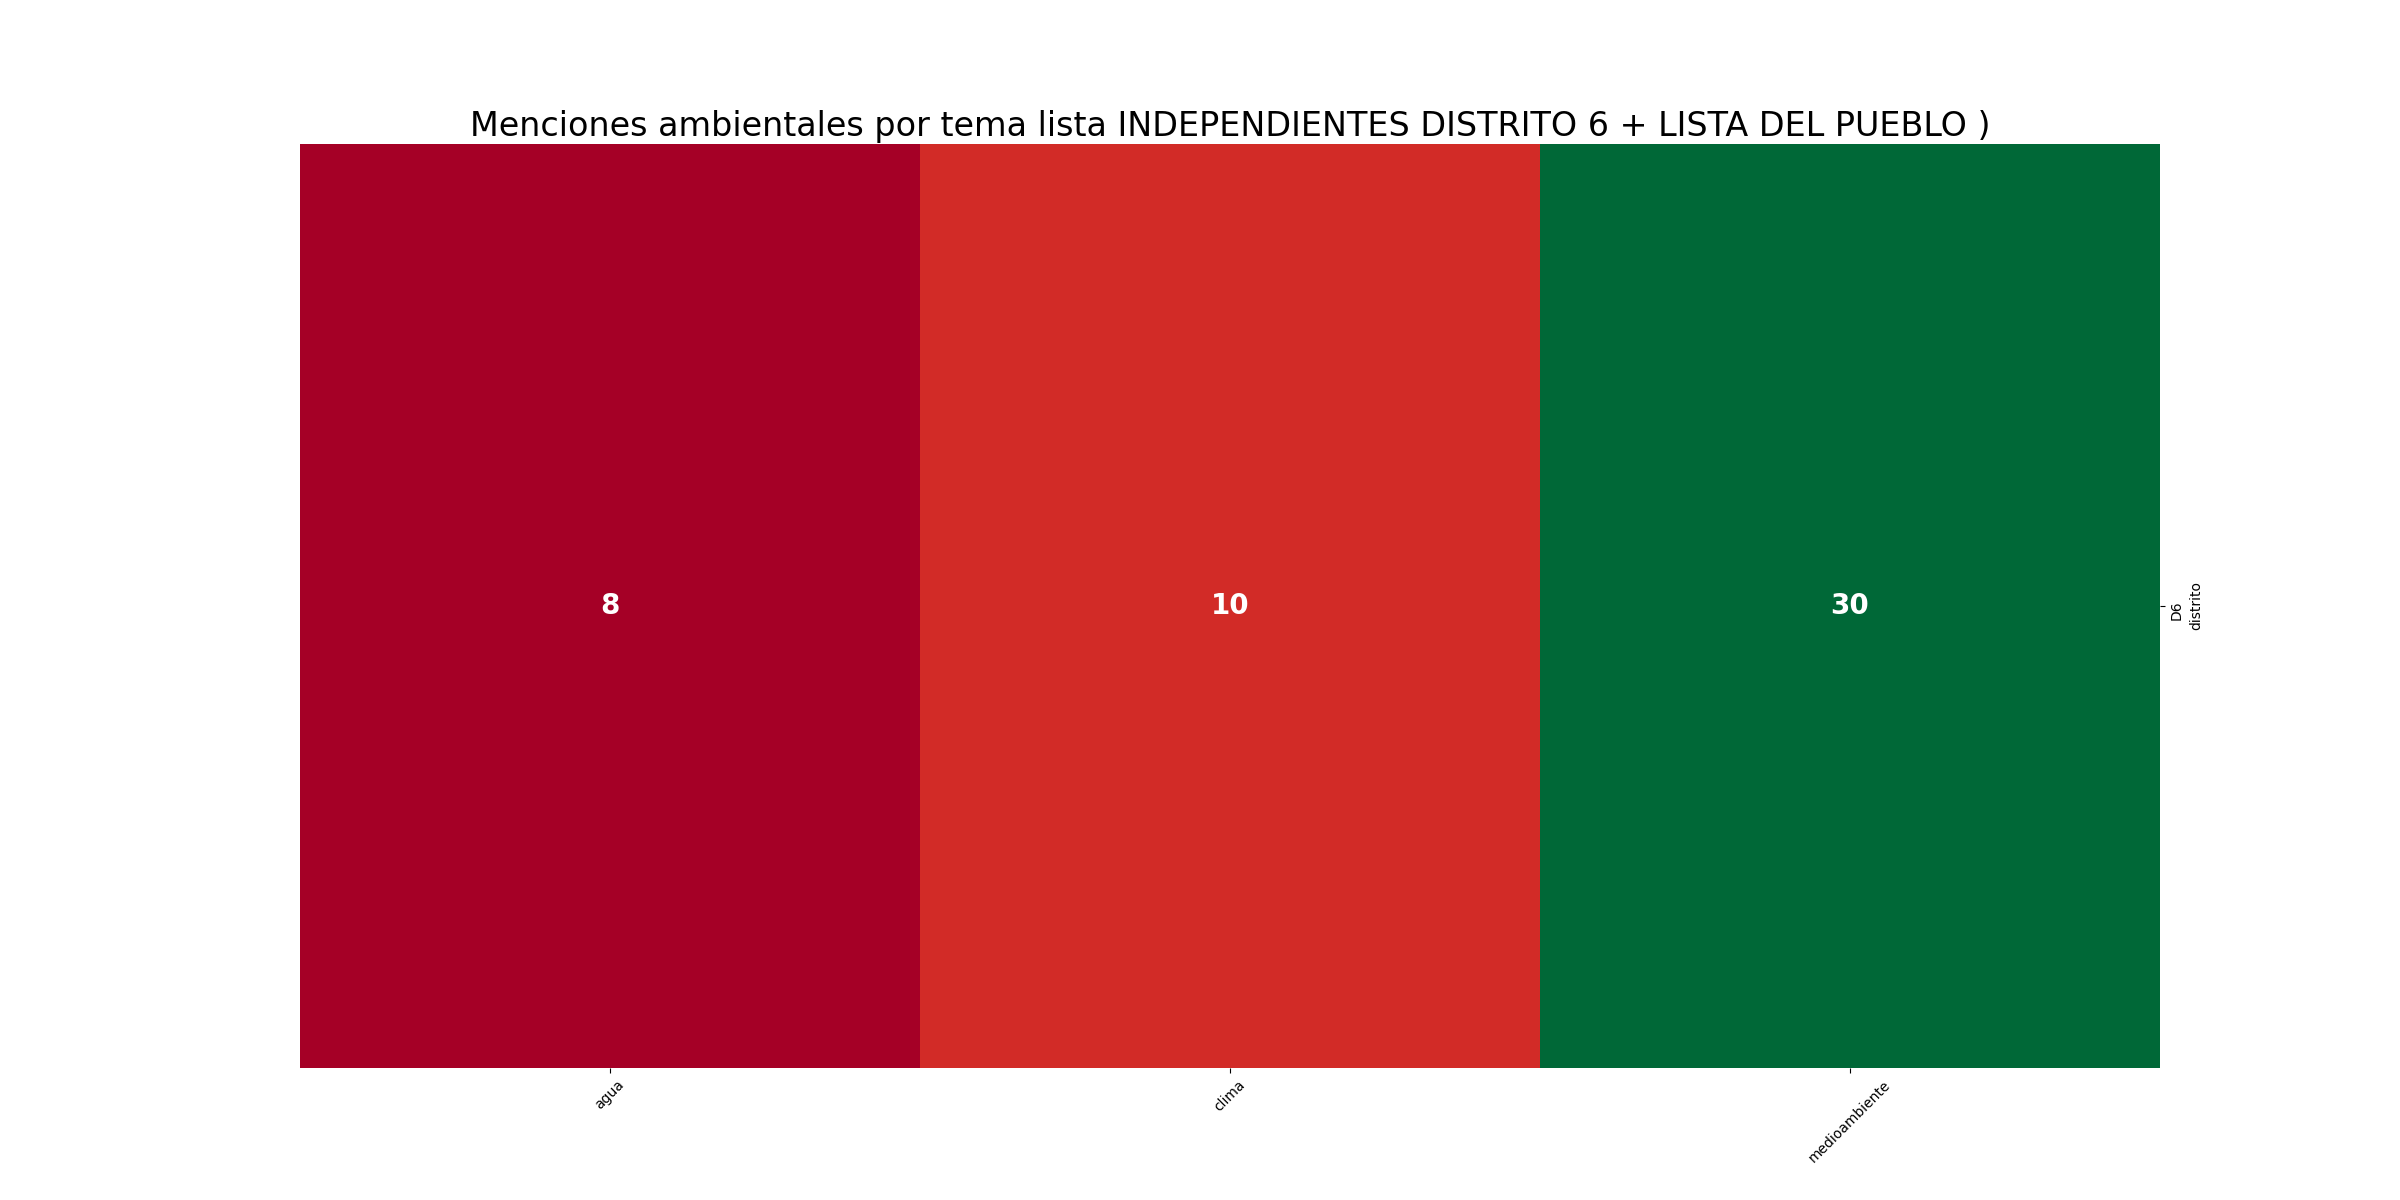 Menciones ambientales por tema lista INDEPENDIENTES DISTRITO 6 + LISTA DEL PUEBLO )
8
10
30
D6
distrito
agua
clima
medioambiente